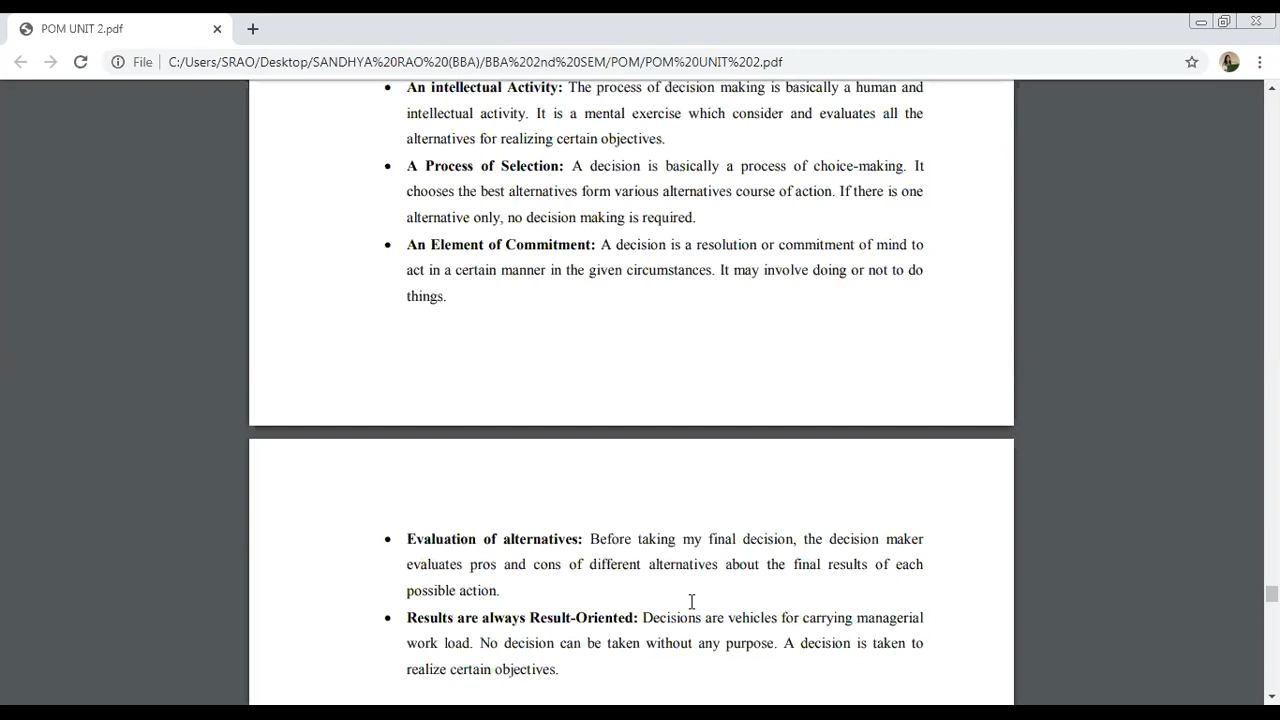 POM UNIT 2.pdf
File C:/Users/SRAO/Desktop/SANDHYA%20RAO%20(BBA)/BBA%202nd%20SEM/POM/POM%20UNIT%202.pdf
• An intellectual Activity: The process of decision making is basically a human and
intellectual activity. It is a mental exercise which consider and evaluates all the
alternatives for realizing certain objectives.
• A Process of Selection: A decision is basically a process of choice-making. It
chooses the best alternatives form various alternatives course of action. If there is one
alternative only, no decision making is required.
• An Element of Commitment: A decision is a resolution or commitment of mind to
act in a certain manner in the given circumstances. It may involve doing or not to do
things.
• Evaluation of alternatives: Before taking my final decision, the decision maker
evaluates pros and cons of different alternatives about the final results of each
possible action.
• Results are always Result-Oriented: Decisions are vehicles for carrying managerial
work load. No decision can be taken without any purpose. A decision is taken to
realize certain objectives.